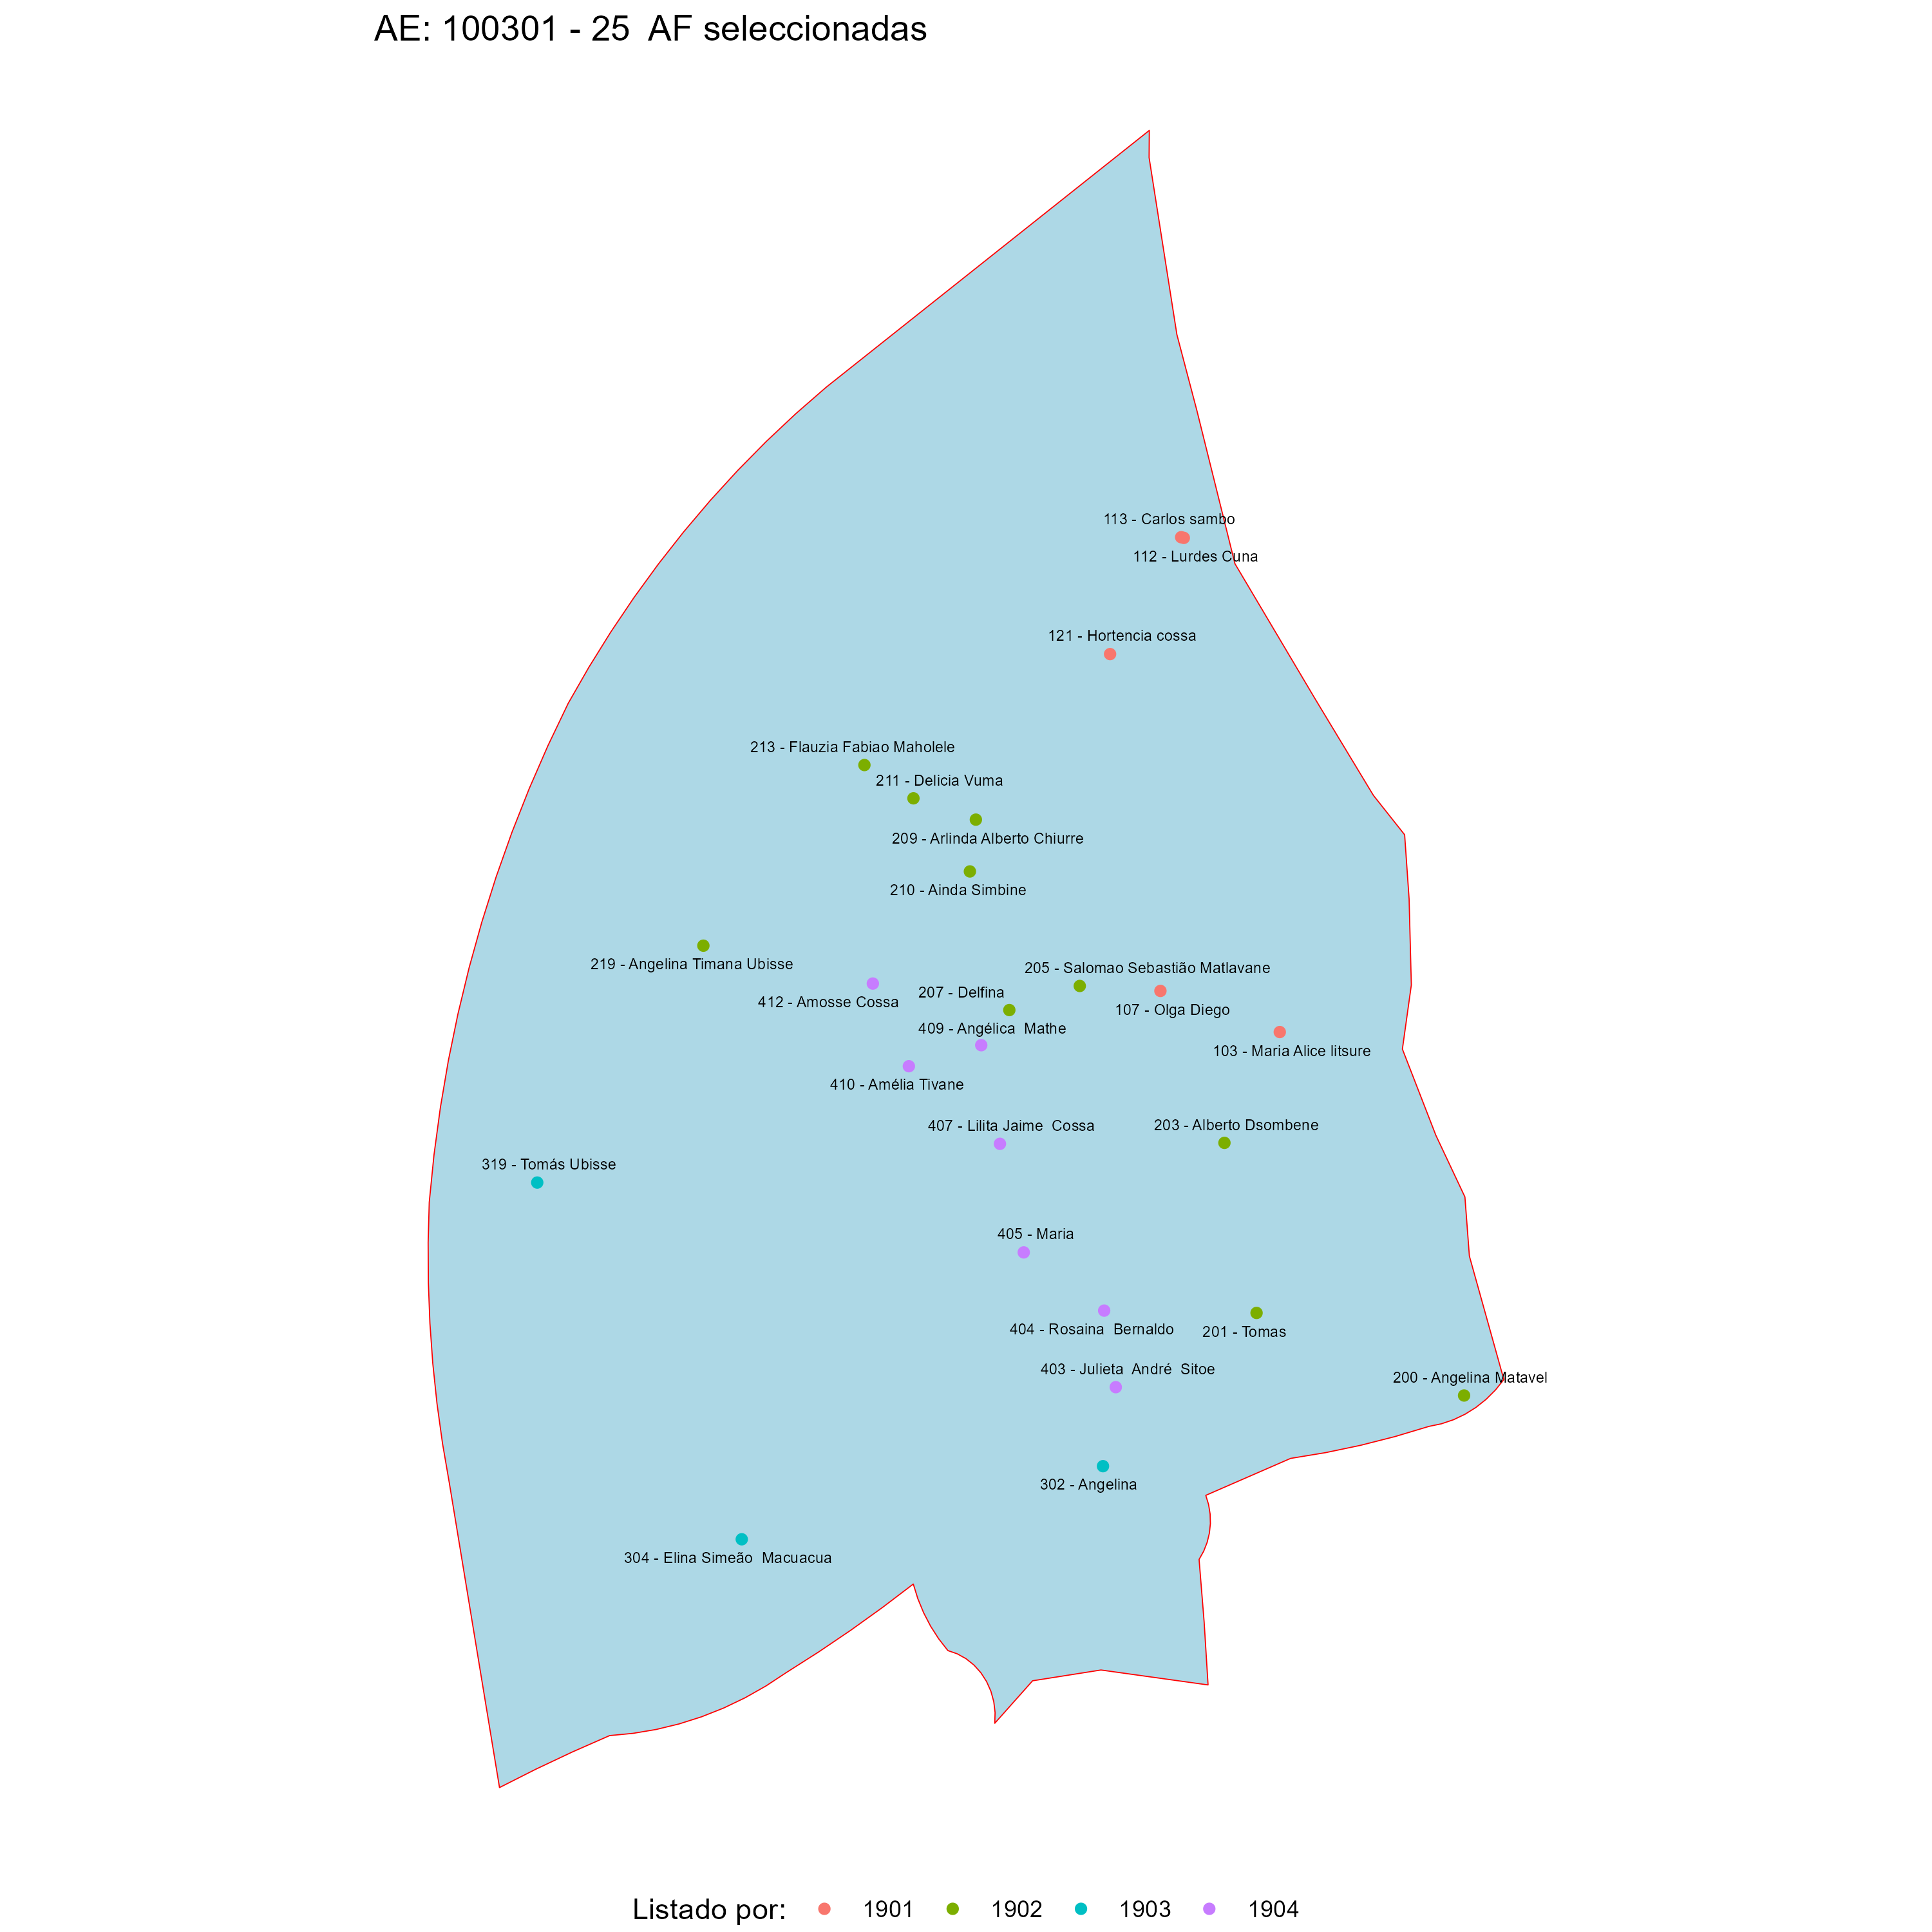 AE: 100301 - 25  AF seleccionadas
113 - Carlos sambo
112 - Lurdes Cuna
121 - Hortencia cossa
213 - Flauzia Fabiao Maholele
211 - Delicia Vuma
209 - Arlinda Alberto Chiurre
210 - Ainda Simbine
219 - Angelina Timana Ubisse
205 - Salomao Sebastião Matlavane
412 - Amosse Cossa
207 - Delfina
107 - Olga Diego
409 - Angélica  Mathe
103 - Maria Alice litsure
410 - Amélia Tivane
407 - Lilita Jaime  Cossa
203 - Alberto Dsombene
319 - Tomás Ubisse
405 - Maria
404 - Rosaina  Bernaldo
201 - Tomas
403 - Julieta  André  Sitoe
200 - Angelina Matavel
302 - Angelina
304 - Elina Simeão  Macuacua
Listado por: 1901 1902 1903 1904